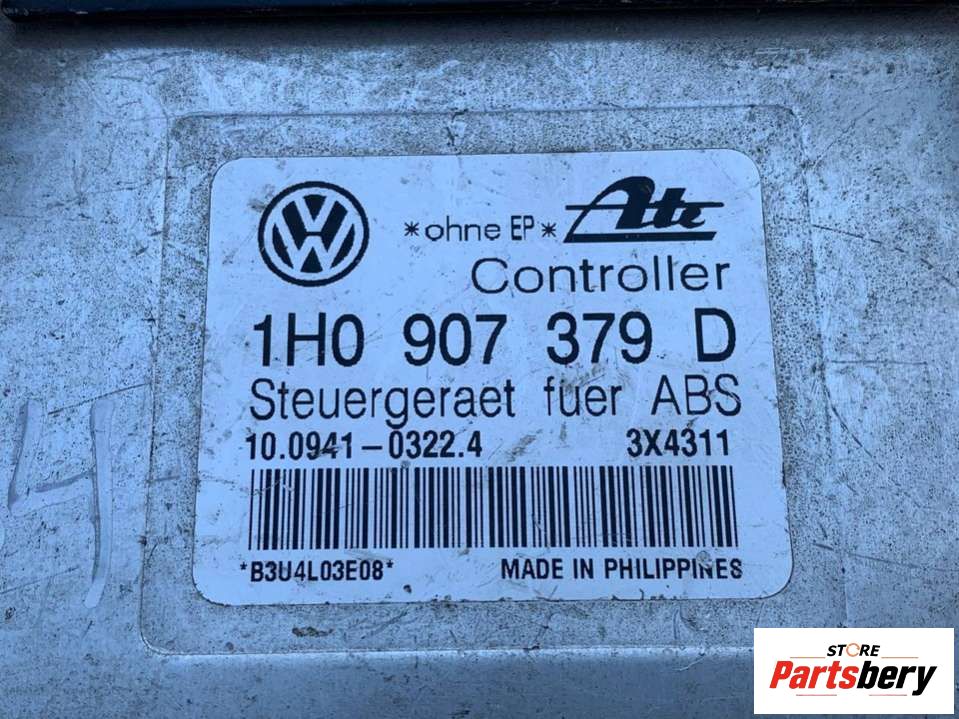 *ohne EP* Ate
Controller
1H0 907 379 D
Steuergeraet fuer ABS
10.0941-0322.4 3X4311
*B3U4L03E08* MADE IN PHILIPPINES
STORE
Partsbery